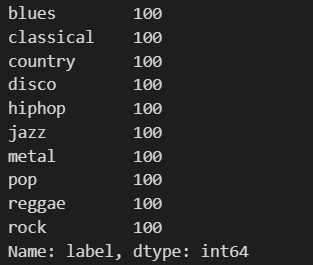 blues 100
classical 100
country 100
disco 100
hiphop 100
jazz 100
metal 100
pop 100
reggae 100
rock 100
Name: label, dtype: int64